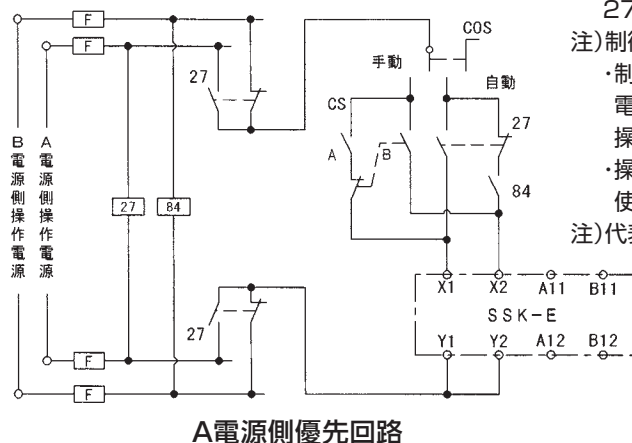 F
F
COS
手動
自動
27
CS
27
A
B
84
B電源側操作電源
A電源側操作電源
27
84
27
X1 X2 A11 B11
SSK-E
Y1 Y2 A12 B12
F
F
A電源側優先回路
27
注)制
・制
電
操
・操
使
注)代